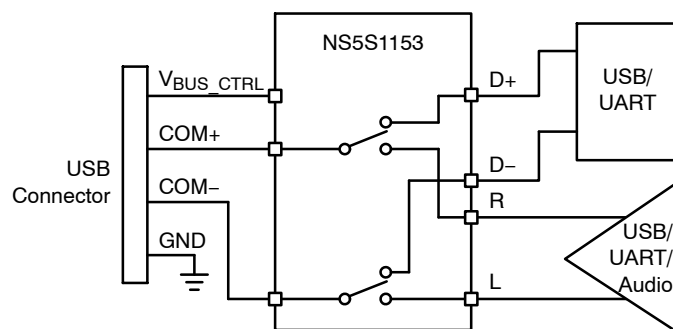 NS5S1153
VBUS_CTRL
COM+
COM−
GND
USB
Connector
D+
D−
R
L
USB/
UART
USB/
UART/
Audio